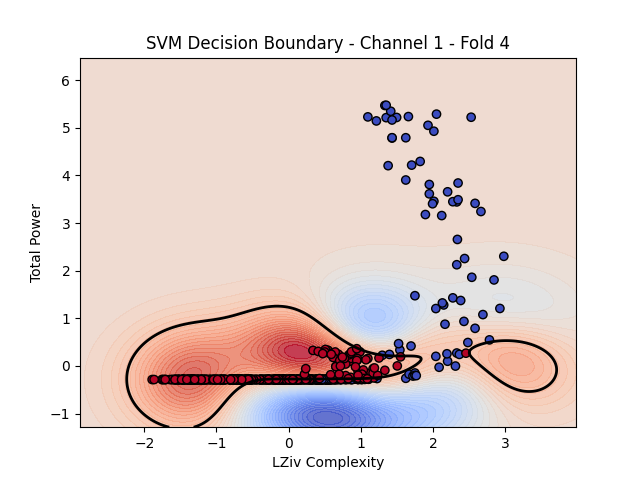 SVM Decision Boundary - Channel 1 - Fold 4
Total Power
6
5
4
3
2
1
0
−1
−2 −1 0 1 2 3
LZiv Complexity